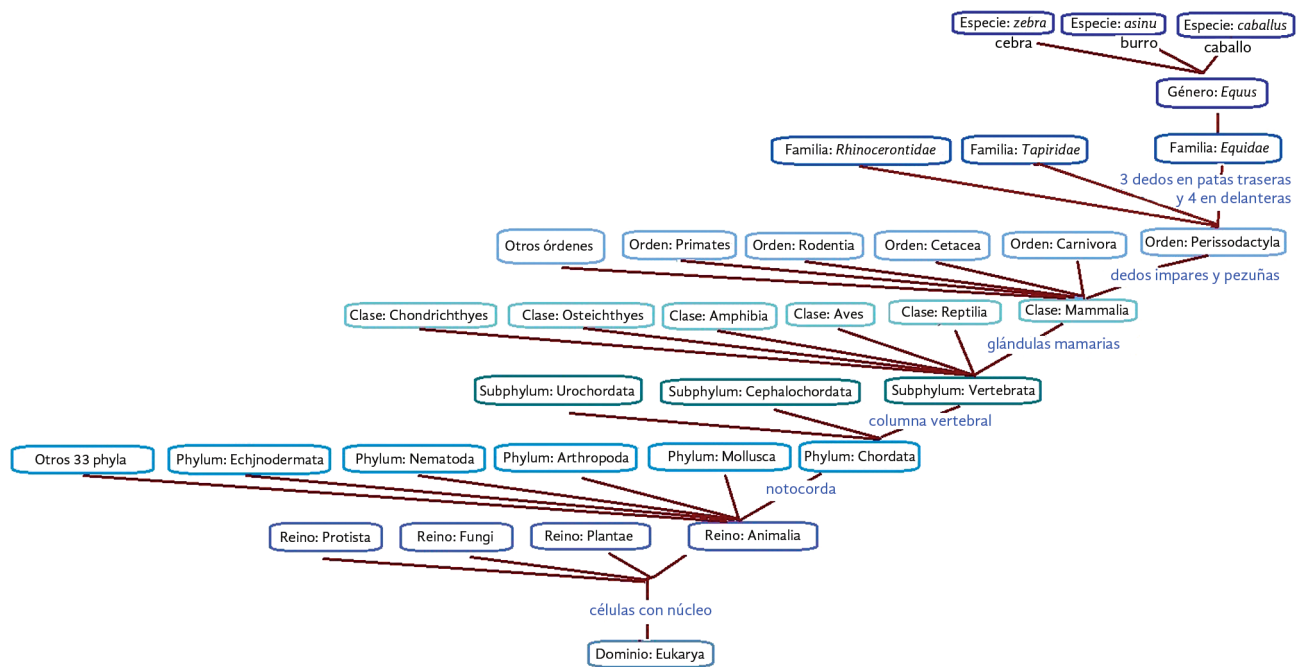 Especie: zebra
Especie: asinu
Especie: caballus
cebra
burro
caballo
Género: Equus
Familia: Rhinocerontidae
Familia: Tapiridae
Familia: Equidae
3 dedos en patas traseras
y 4 en delanteras
Otros órdenes
Orden: Primates
Orden: Rodentia
Orden: Cetacea
Orden: Carnivora
Orden: Perissodactyla
dedos impares y pezuñas
Clase: Chondrichthyes
Clase: Osteichthyes
Clase: Amphibia
Clase: Aves
Clase: Reptilia
Clase: Mammalia
glándulas mamarias
Subphylum: Urochordata
Subphylum: Cephalochordata
Subphylum: Vertebrata
columna vertebral
Otros 33 phyla
Phylum: Echjnodermata
Phylum: Nematoda
Phylum: Arthropoda
Phylum: Mollusca
Phylum: Chordata
notocorda
Reino: Protista
Reino: Fungi
Reino: Plantae
Reino: Animalia
células con núcleo
Dominio: Eukarya